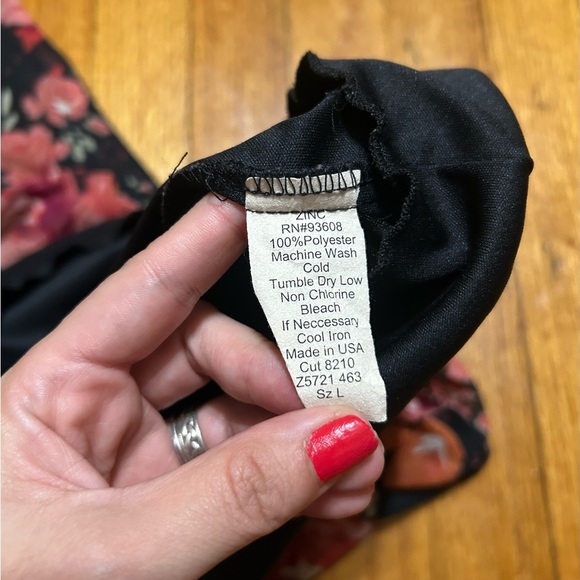 ZINC
RN#93608
100%Polyester
Machine Wash
Cold
Tumble Dry Low
Non Chlorine
Bleach
If Neccessary
Cool Iron
Made in USA
Cut 8210
Z5721 463
Sz L